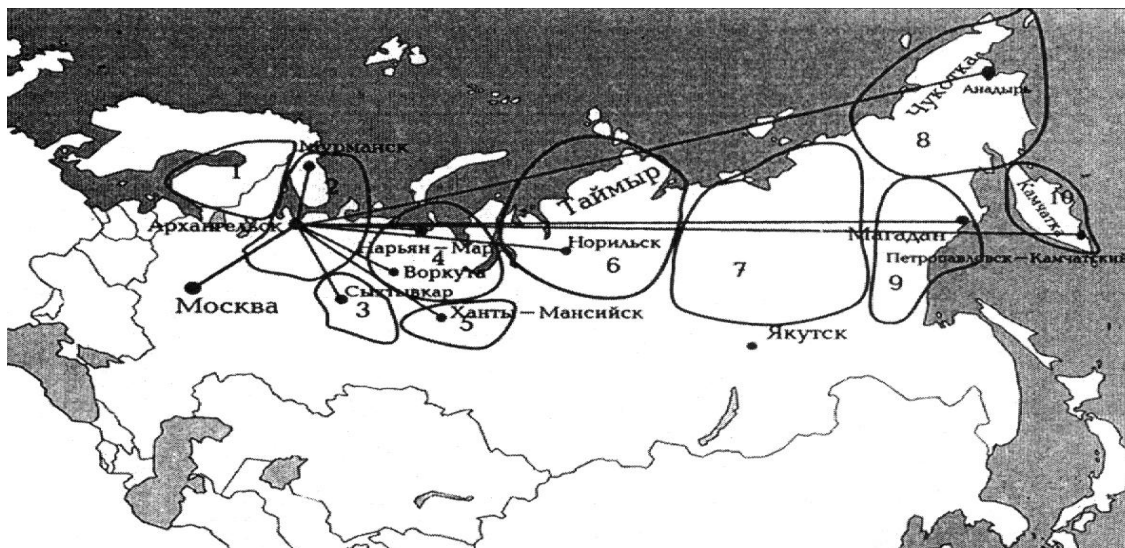 Чукотка
Анадырь
8
Мурманск
1
2
Таймыр
10
Камчатка
Архангельск
Нарьян-Мар
4
Норильск
Магадан
6
7
9
Петропавловск-Камчатский
Воркута
Москва
Сыктывкар
3
Ханты-Мансийск
5
Якутск